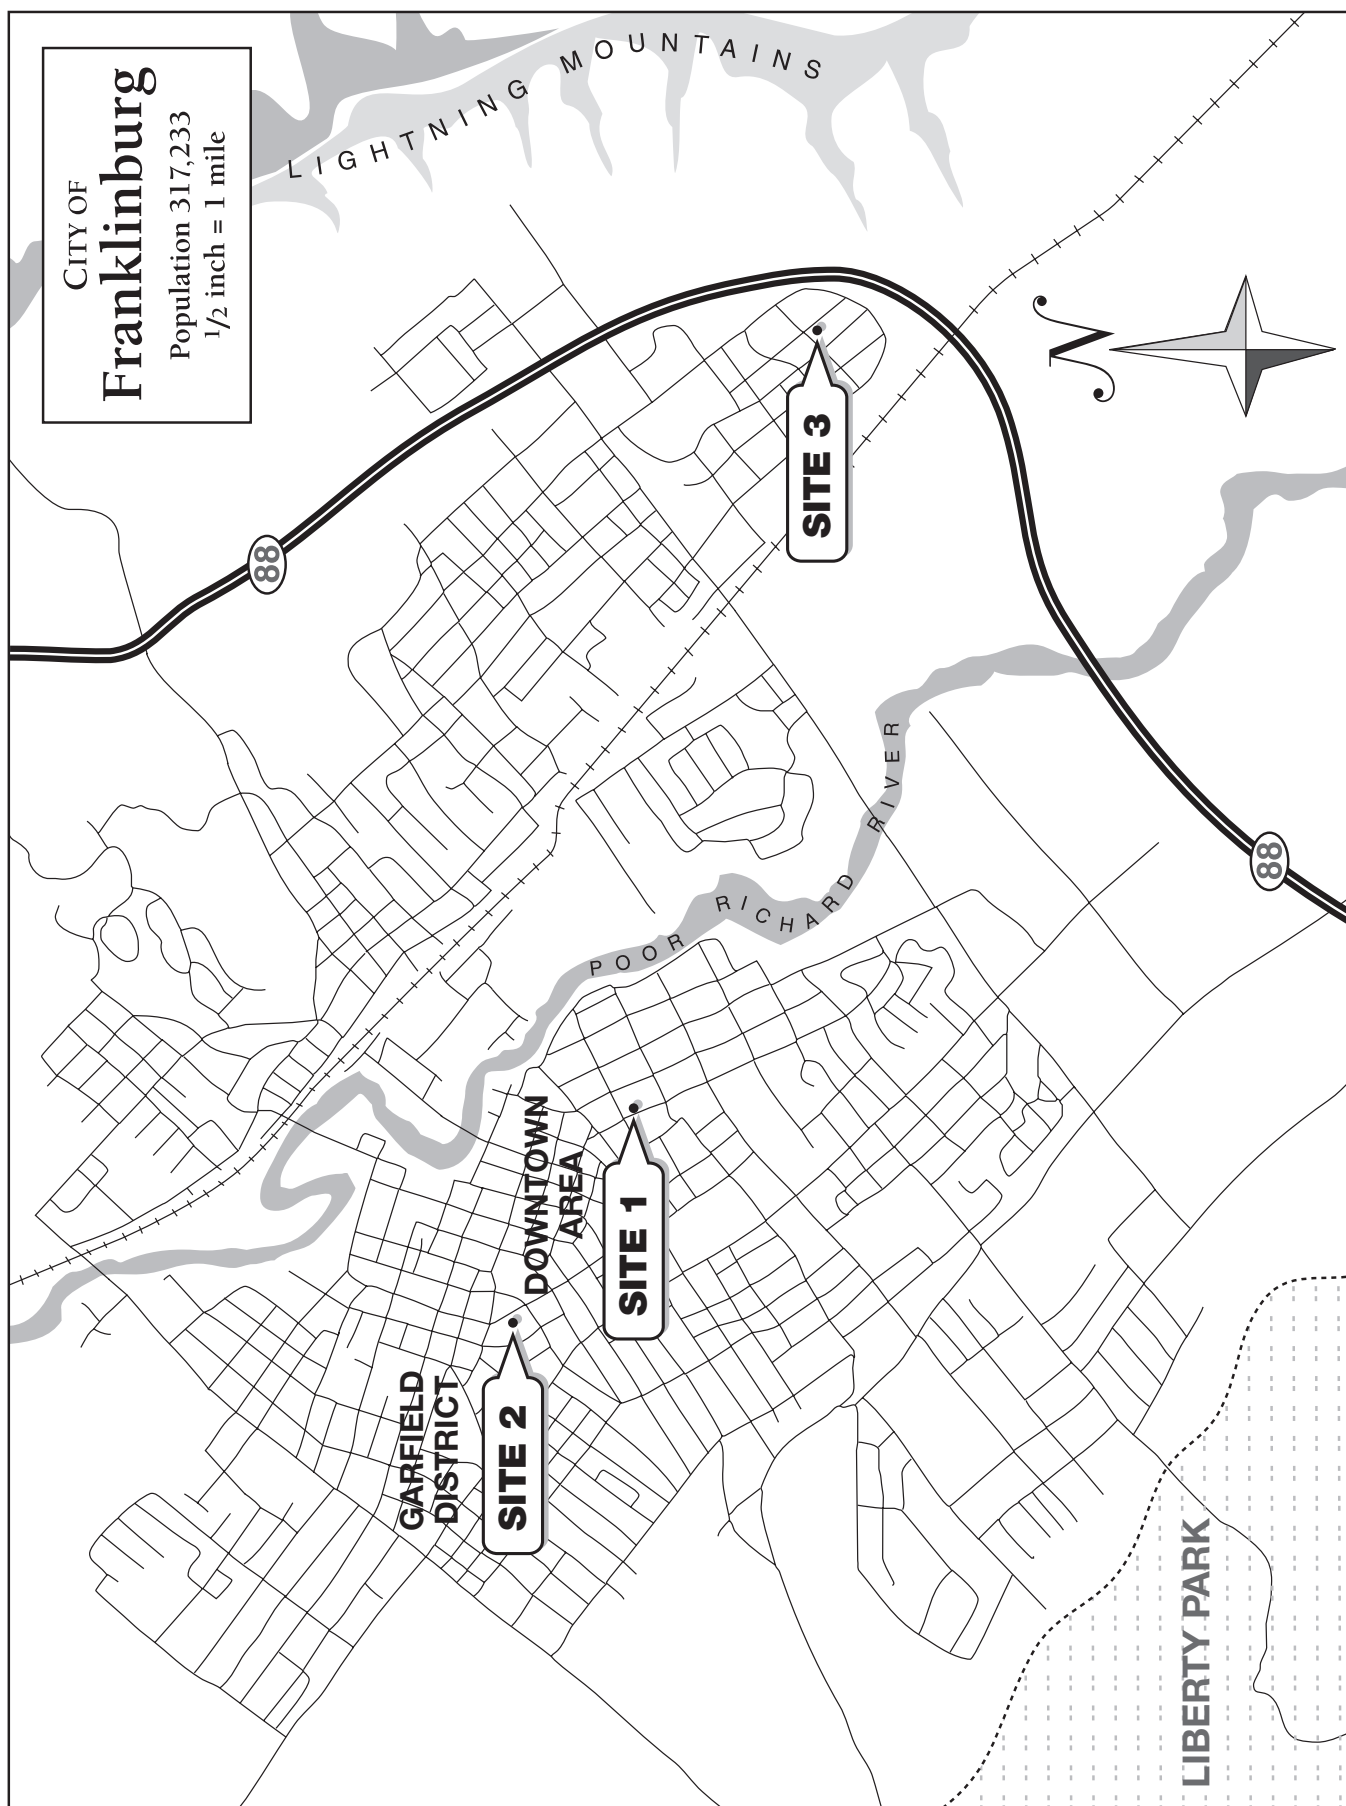 CITY OF
Franklinburg
Population 317,233
1/2 inch = 1 mile
LIGHTNING MOUNTAINS
88
N
SITE 3
POOR RICHARD RIVER
88
DOWNTOWN
AREA
SITE 1
GARFIELD
DISTRICT
SITE 2
LIBERTY PARK